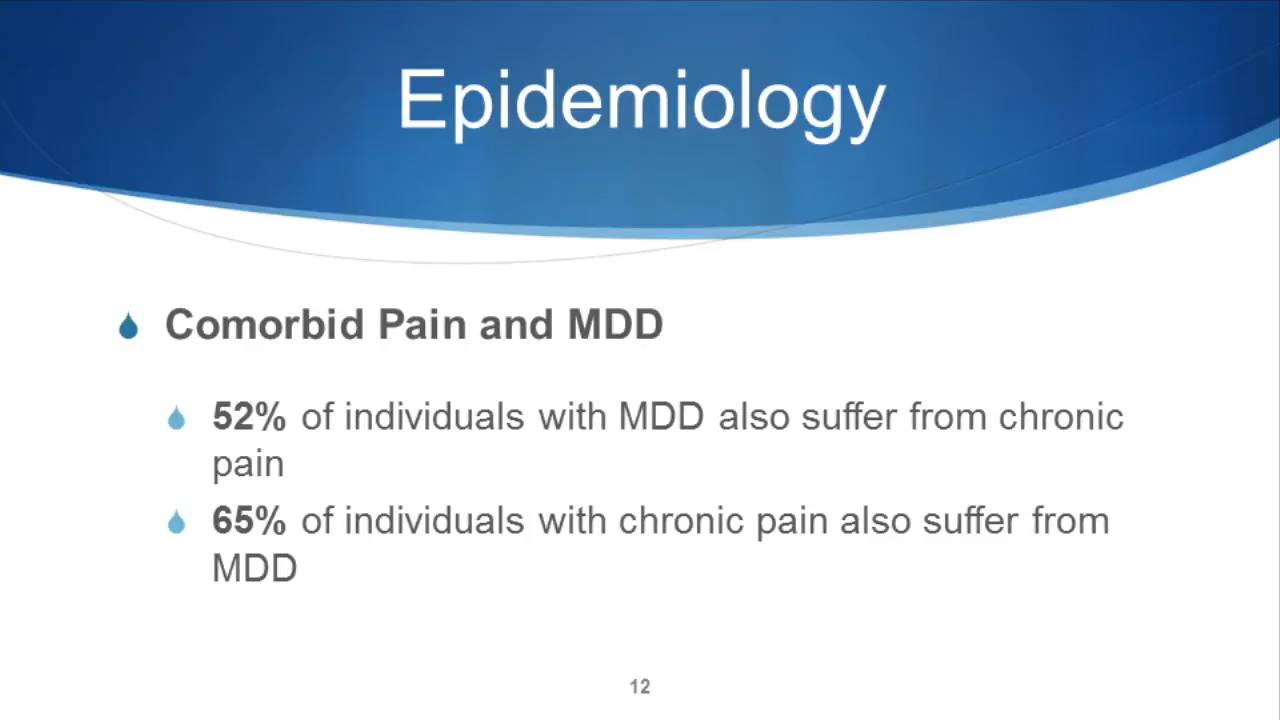 Epidemiology
Comorbid Pain and MDD
52% of individuals with MDD also suffer from chronic
pain
65% of individuals with chronic pain also suffer from
MDD
12